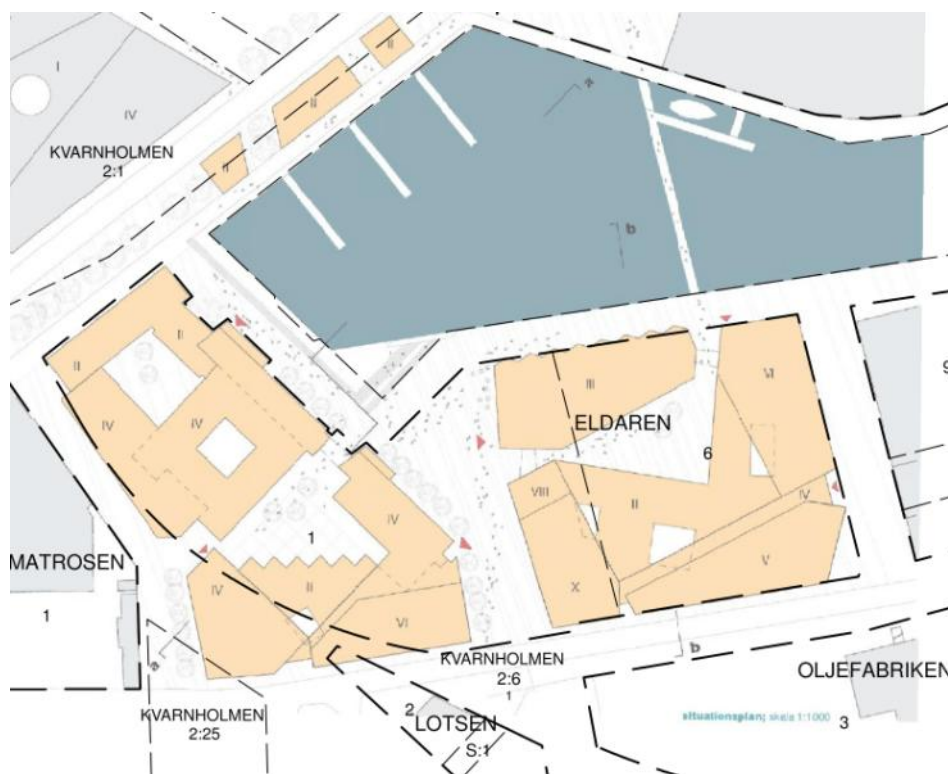 I
IV
KVARNHOLMEN
2:1
II
II
II
a
b
II
II
IV
IV
III
VI
ELDAREN
6
VIII
II
IV
IV
1
X
V
IV
II
VI
MATROSEN
1
a
KVARNHOLMEN
2:6
1
b
OLJEFABRIKEN
KVARNHOLMEN
2:25
2
LOTSEN
S:1
situationsplan; skala 1:1000
3
9